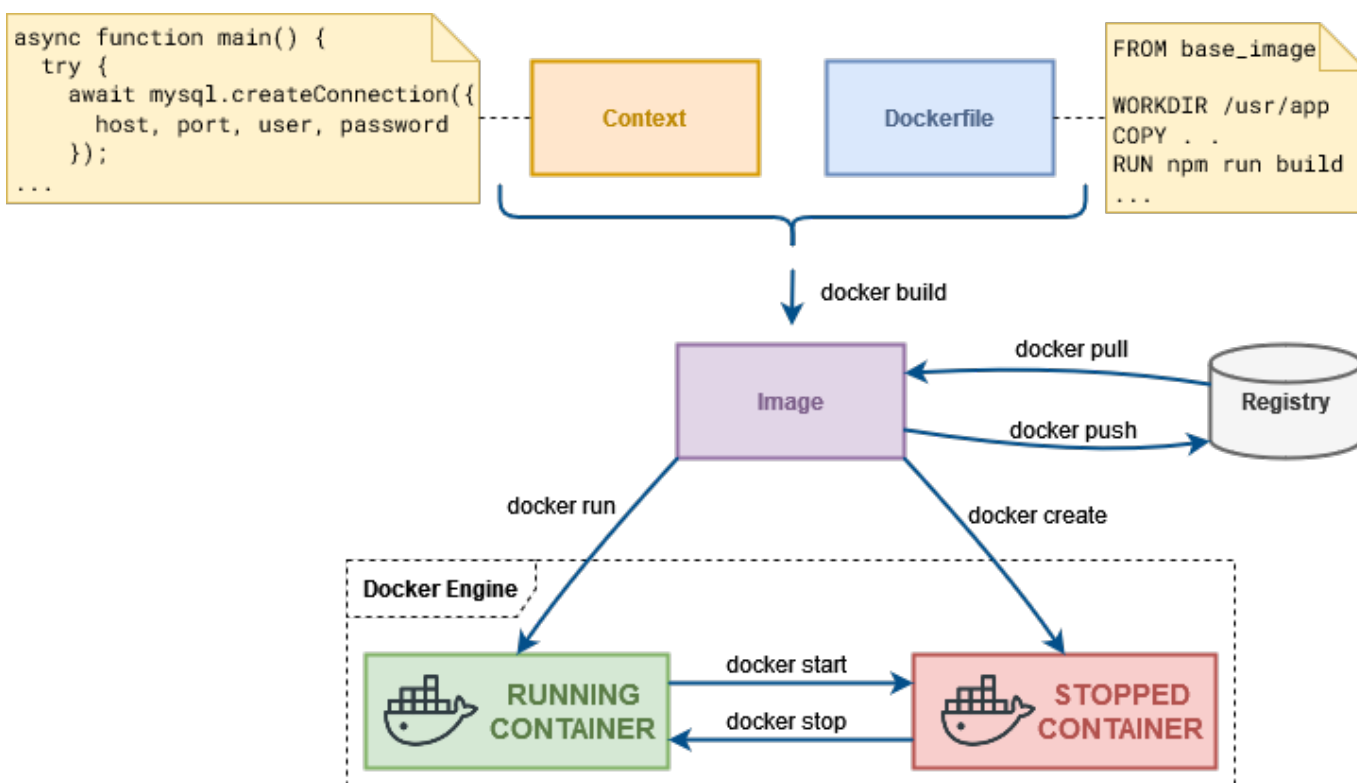 async function main() {
try {
await mysql.createConnection({
host, port, user, password
});
...
Context
Dockerfile
FROM base_image
WORKDIR /usr/app
COPY . .
RUN npm run build
...
docker build
Image
docker pull
docker push
Registry
docker run
docker create
Docker Engine
RUNNING
CONTAINER
docker start
docker stop
STOPPED
CONTAINER